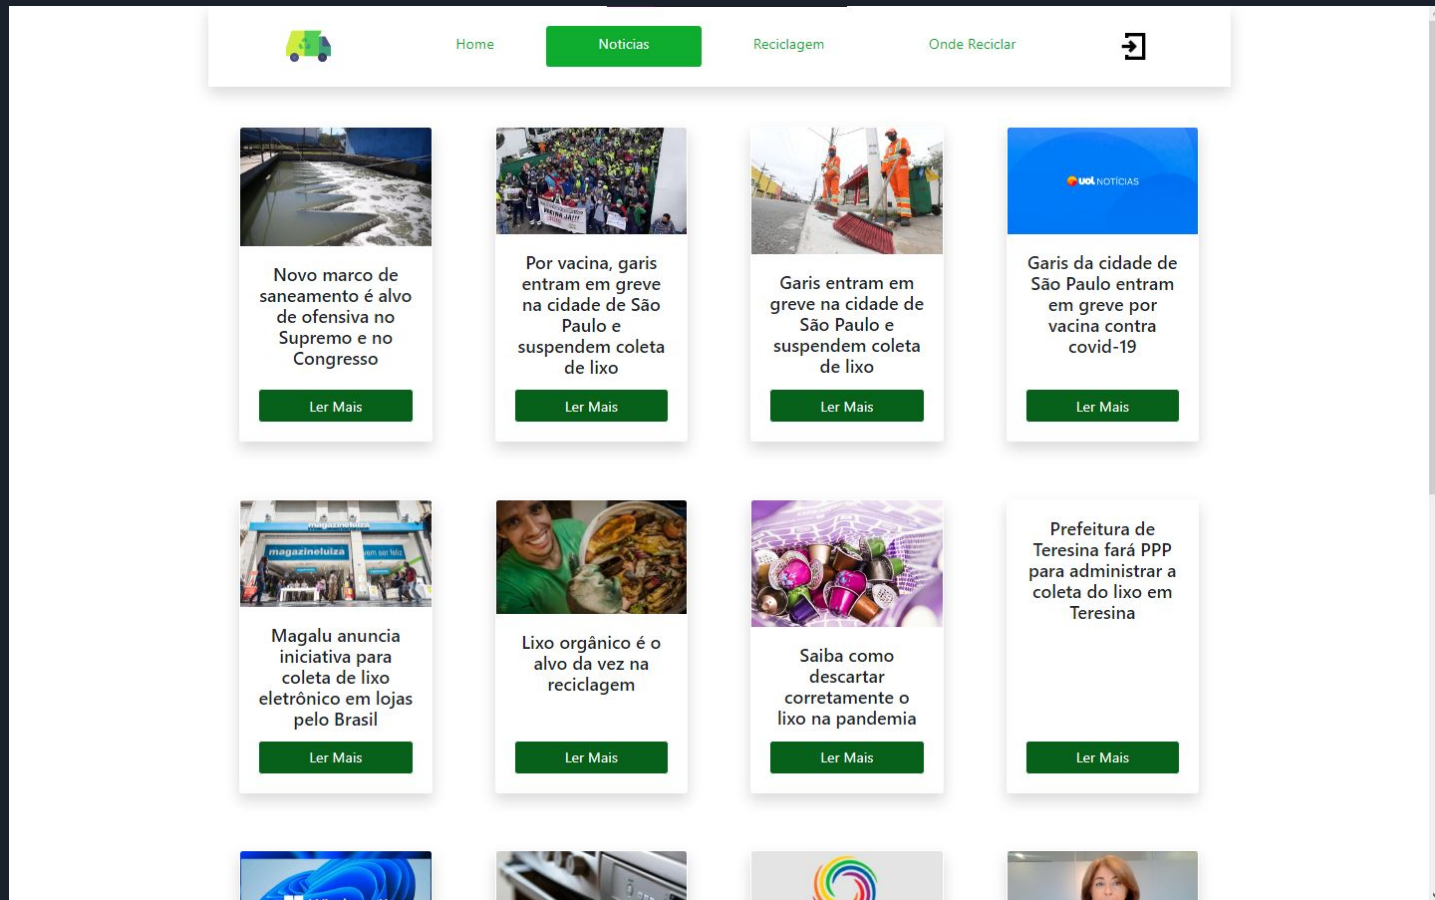 Home
Noticias
Reciclagem
Onde Reciclar
VACINA JÁ!!!
uol NOTÍCIAS
Novo marco de
saneamento é alvo
de ofensiva no
Supremo e no
Congresso
Ler Mais
Por vacina, garis
entram em greve
na cidade de São
Paulo e
suspendem coleta
de lixo
Ler Mais
Garis entram em
greve na cidade de
São Paulo e
suspendem coleta
de lixo
Ler Mais
Garis da cidade de
São Paulo entram
em greve por
vacina contra
covid-19
Ler Mais
magazineluiza
magazineluiza
vem ser feliz
Magalu anuncia
iniciativa para
coleta de lixo
eletrônico em lojas
pelo Brasil
Ler Mais
Lixo orgânico é o
alvo da vez na
reciclagem
Ler Mais
Saiba como
descartar
corretamente o
lixo na pandemia
Ler Mais
Prefeitura de
Teresina fará PPP
para administrar a
coleta do lixo em
Teresina
Ler Mais